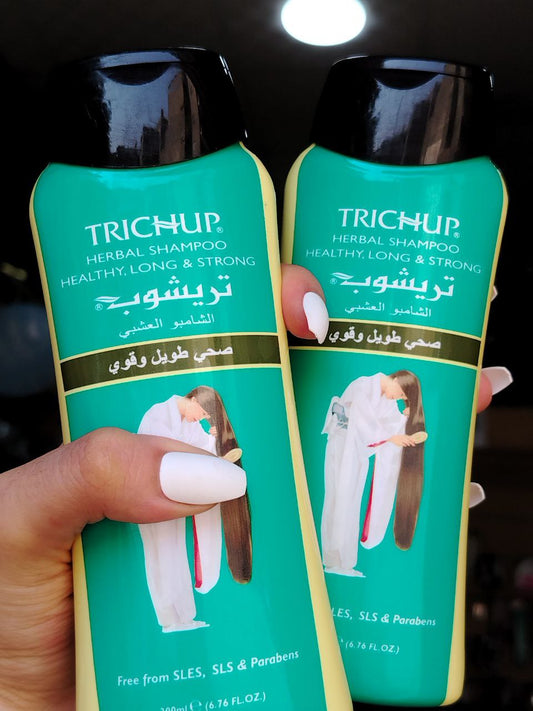 TRICHUP®
HERBAL SHAMPOO
HEALTHY, LONG & STRONG
تريشوب®
الشامبو العشبي
صحي طويل وقوي
Free from SLES, SLS & Parabens
200ml ℮ (6.76 FL.OZ.)
TRICHUP®
HERBAL SHAMPOO
HEALTHY, LONG & STRONG
تريشوب®
الشامبو العشبي
صحي طويل وقوي
SLES, SLS & Parabens
℮ (6.76 FL.OZ.)